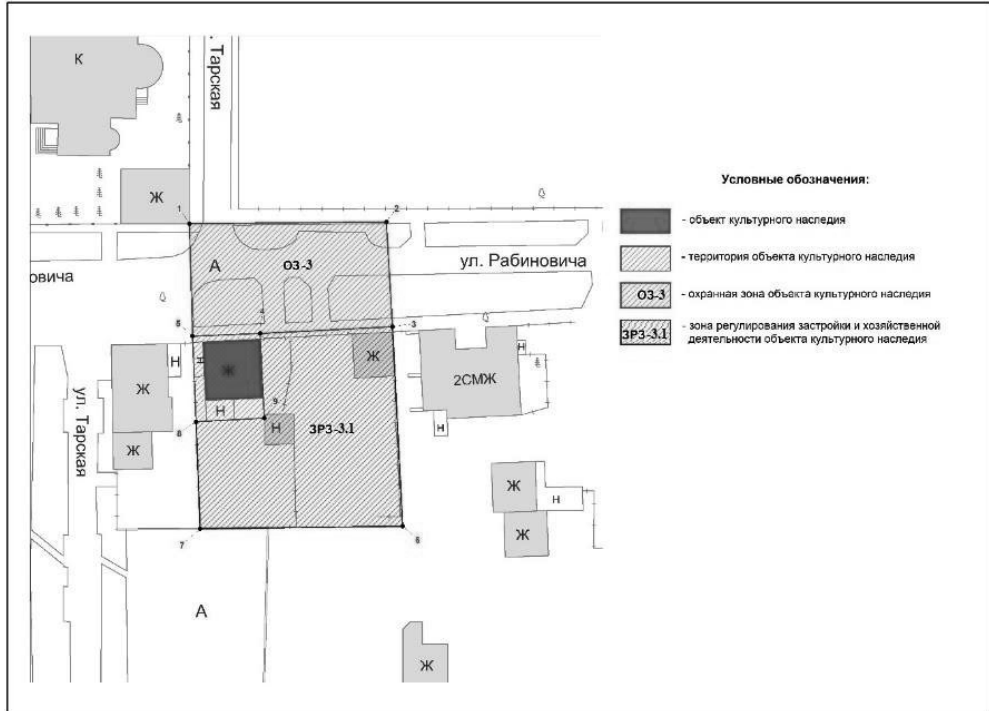 К
. Тарская
Ж
1
2
А
ОЗ-3
ул. Рабиновича
овича
5
4
3
Н
Н
Ж
Ж
Ж
2СМЖ
Н
Н
9
8
Н
ЗРЗ-3.1
Н
ул. Тарская
Ж
Ж
Н
Ж
7
6
А
Ж
Условные обозначения:
- объект культурного наследия
- территория объекта культурного наследия
ОЗ-3 - охранная зона объекта культурного наследия
ЗРЗ-3.1 - зона регулирования застройки и хозяйственной
деятельности объекта культурного наследия